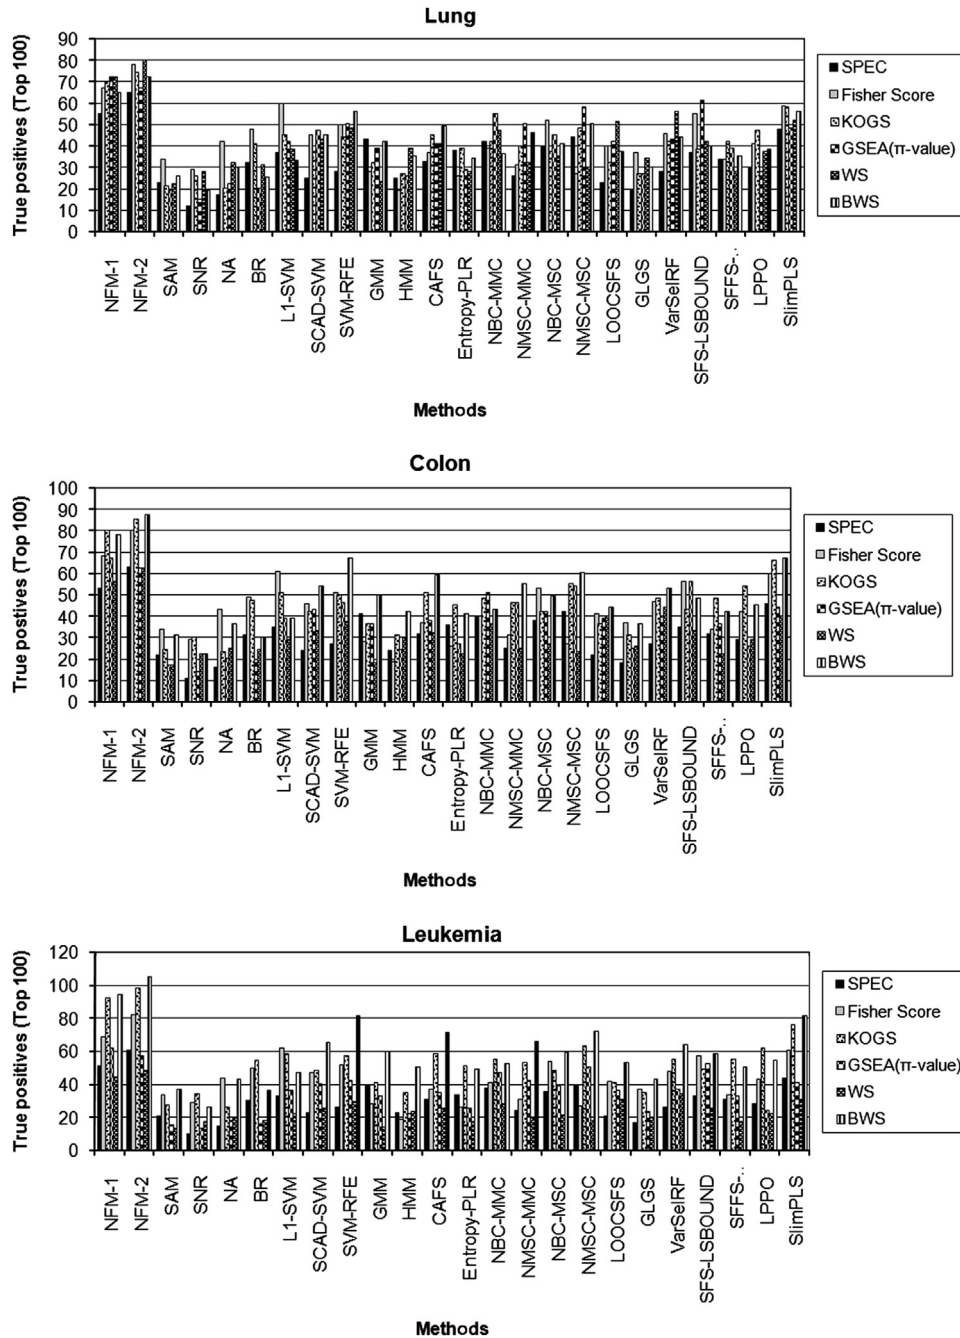 Lung
True positives (Top 100)
90
80
70
60
50
40
30
20
10
0
NFM-1
NFM-2
SAM
SNR
NA
BR
L1-SVM
SCAD-SVM
SVM-RFE
GMM
HMM
CAFS
Entropy-PLR
NBC-MMC
NMSC-MMC
NBC-MSC
NMSC-MSC
LOOCSFS
GLGS
VarSelRF
SFS-LSBOUND
SFFS-..
LPPO
SlimPLS
Methods
SPEC
Fisher Score
KOGS
GSEA(π-value)
WS
BWS
Colon
True positives (Top 100)
100
90
80
70
60
50
40
30
20
10
0
NFM-1
NFM-2
SAM
SNR
NA
BR
L1-SVM
SCAD-SVM
SVM-RFE
GMM
HMM
CAFS
Entropy-PLR
NBC-MMC
NMSC-MMC
NBC-MSC
NMSC-MSC
LOOCSFS
GLGS
VarSelRF
SFS-LSBOUND
SFFS-..
LPPO
SlimPLS
Methods
SPEC
Fisher Score
KOGS
GSEA(π-value)
WS
BWS
Leukemia
True positives (Top 100)
120
100
80
60
40
20
0
NFM-1
NFM-2
SAM
SNR
NA
BR
L1-SVM
SCAD-SVM
SVM-RFE
GMM
HMM
CAFS
Entropy-PLR
NBC-MMC
NMSC-MMC
NBC-MSC
NMSC-MSC
LOOCSFS
GLGS
VarSelRF
SFS-LSBOUND
SFFS-..
LPPO
SlimPLS
Methods
SPEC
Fisher Score
KOGS
GSEA(π-value)
WS
BWS